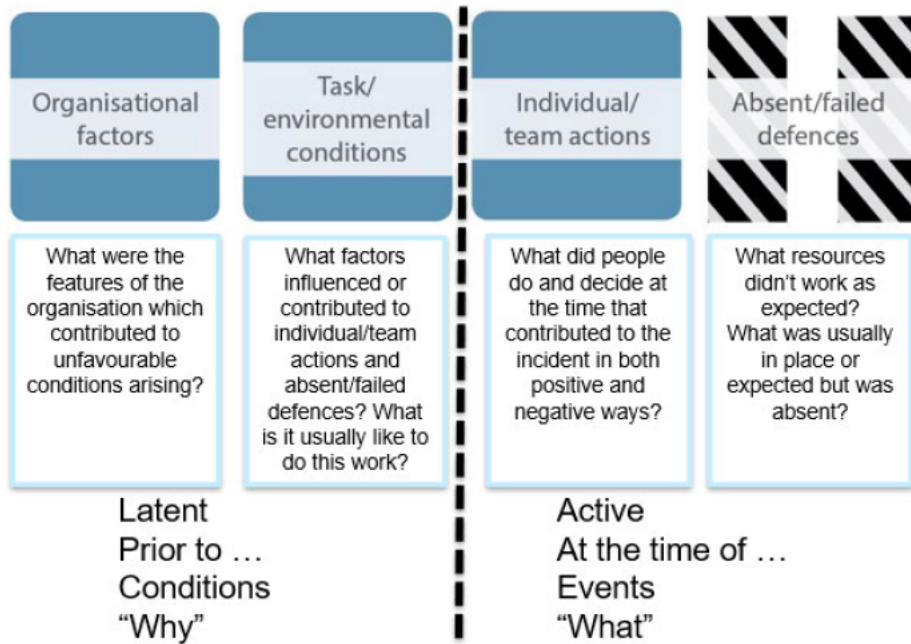 Organisational
factors
Task/
environmental
conditions
Individual/
team actions
Absent/failed
defences
What were the
features of the
organisation which
contributed to
unfavourable
conditions arising?
What factors
influenced or
contributed to
individual/team
actions and
absent/failed
defences? What
is it usually like to
do this work?
What did people
do and decide at
the time that
contributed to the
incident in both
positive and
negative ways?
What resources
didn’t work as
expected?
What was usually
in place or
expected but was
absent?
Latent
Prior to …
Conditions
“Why”
Active
At the time of …
Events
“What”